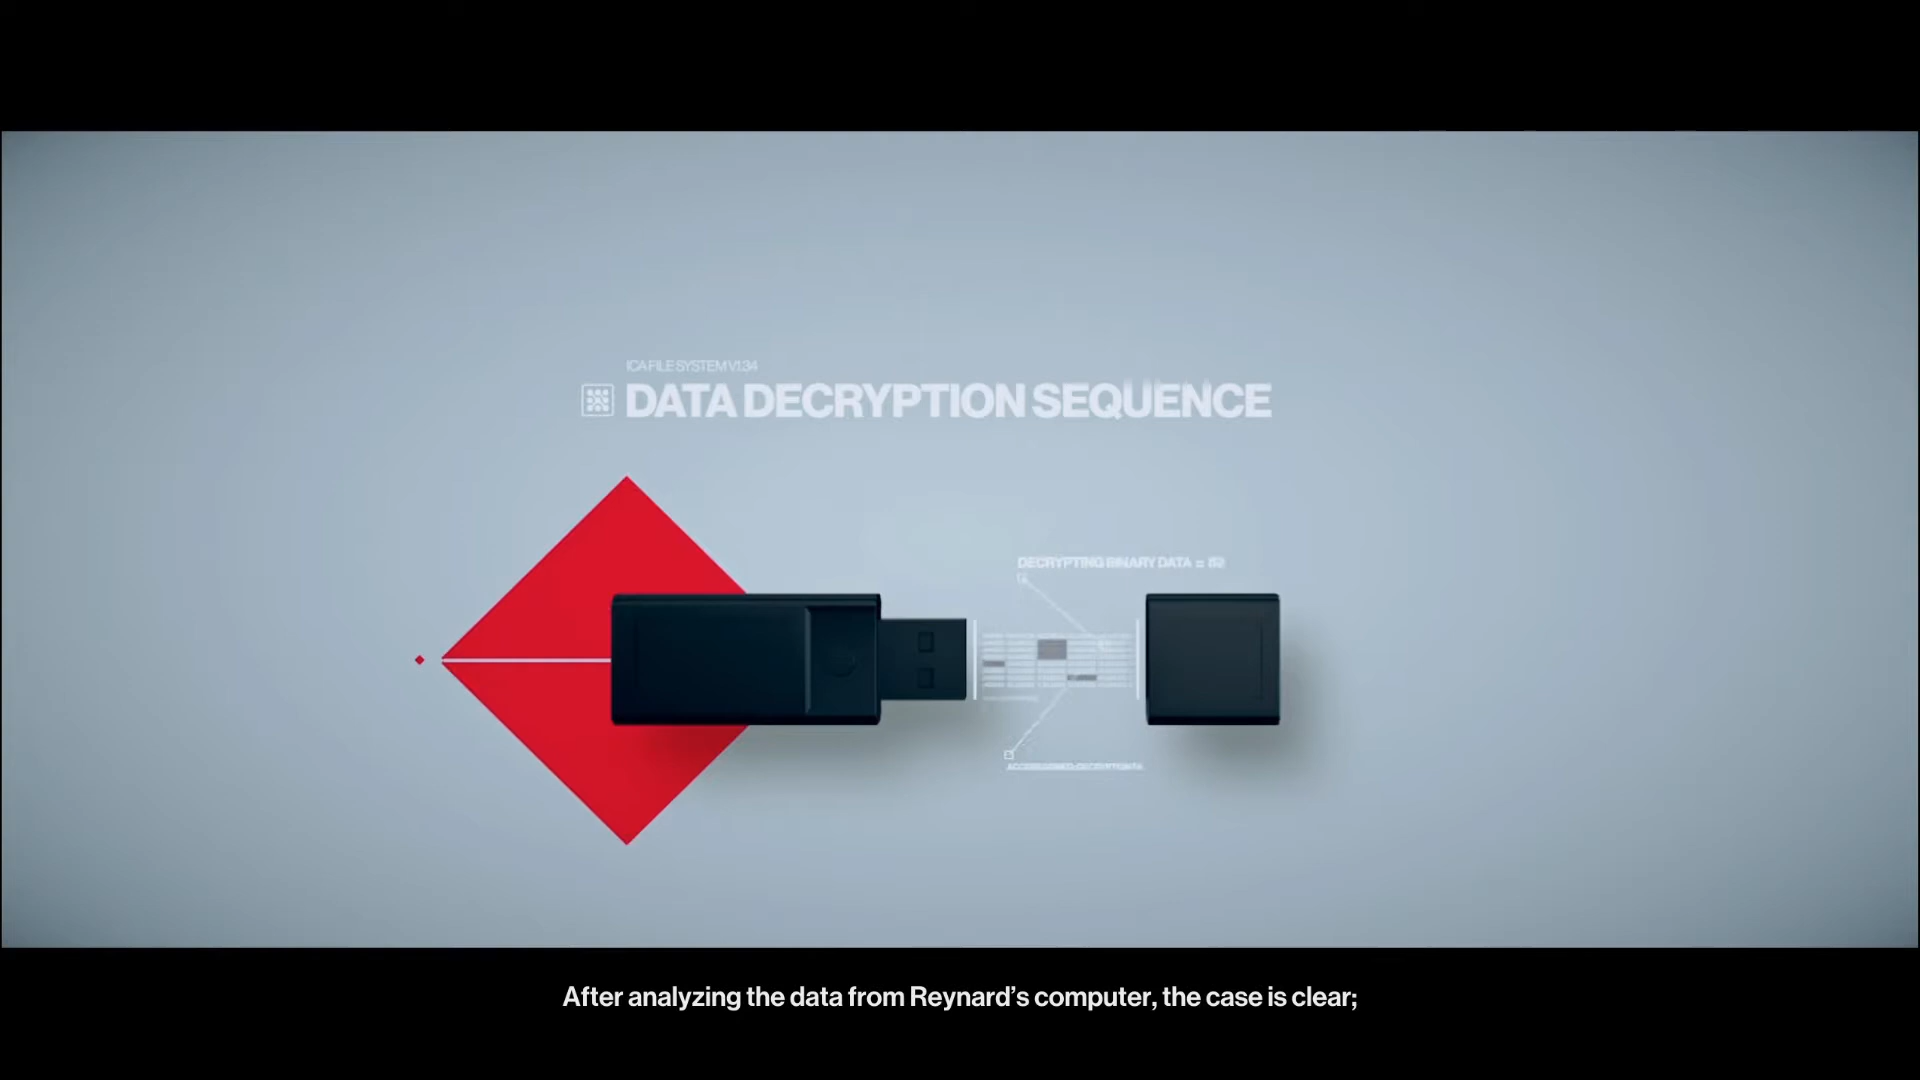 ICA FILE SYSTEM V.1.34
DATA DECRYPTION SEQUENCE
DECRYPTING BINARY DATA =
After analyzing the data from Reynard’s computer, the case is clear;